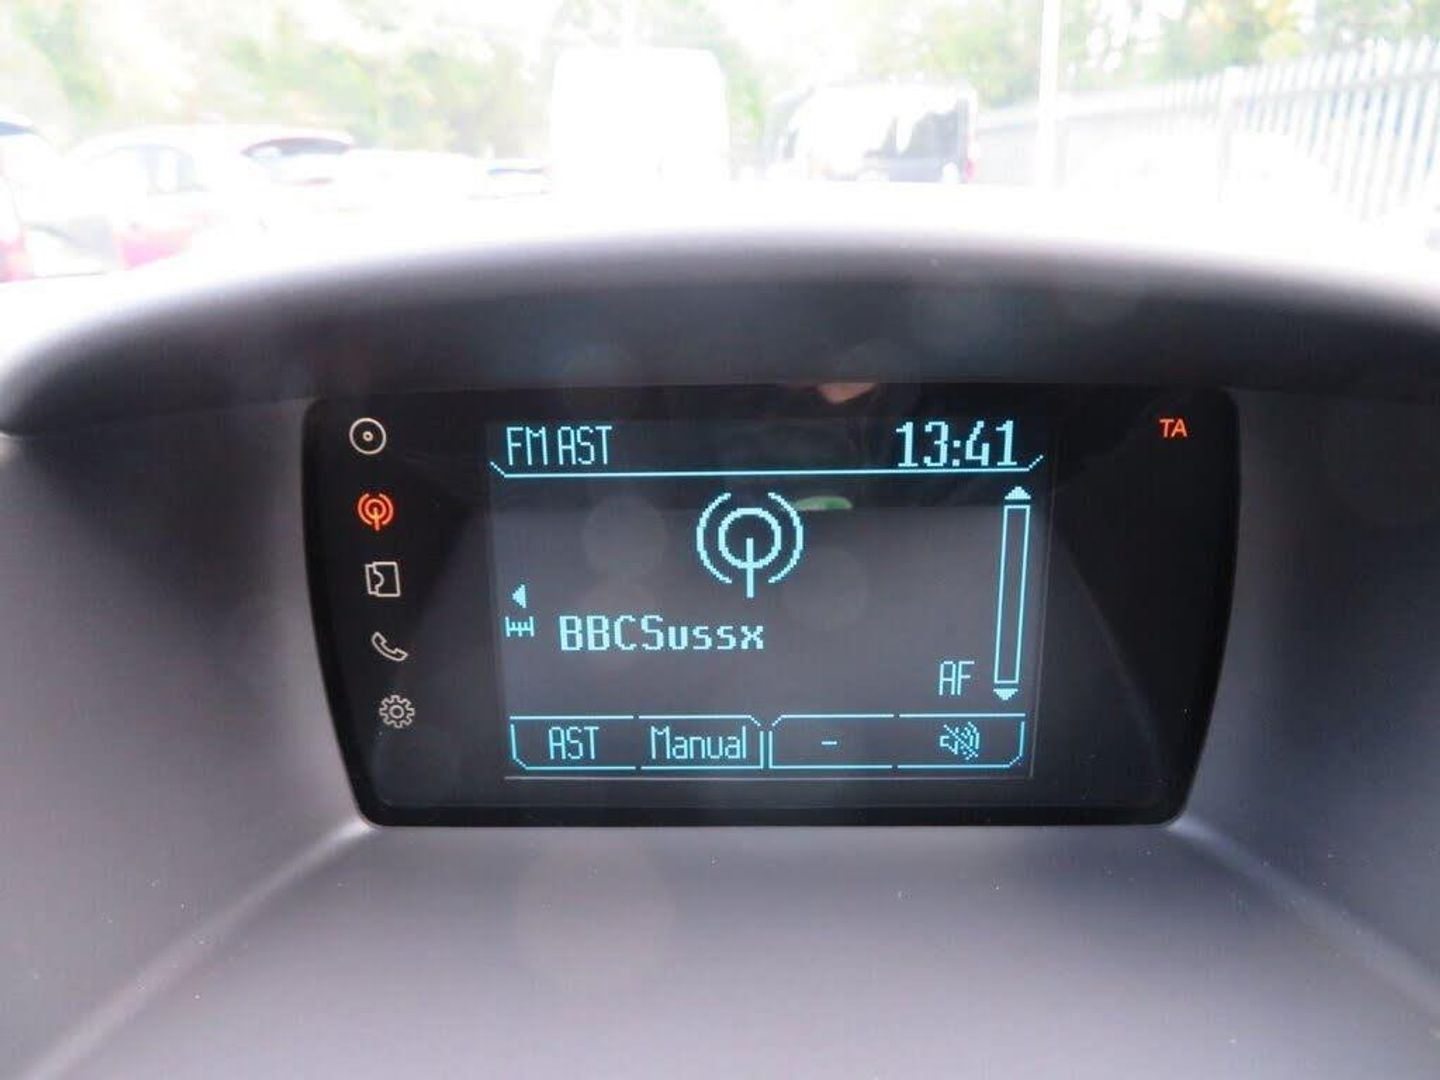 FM AST 13:41 TA
BBCSussx
AF
AST Manual -